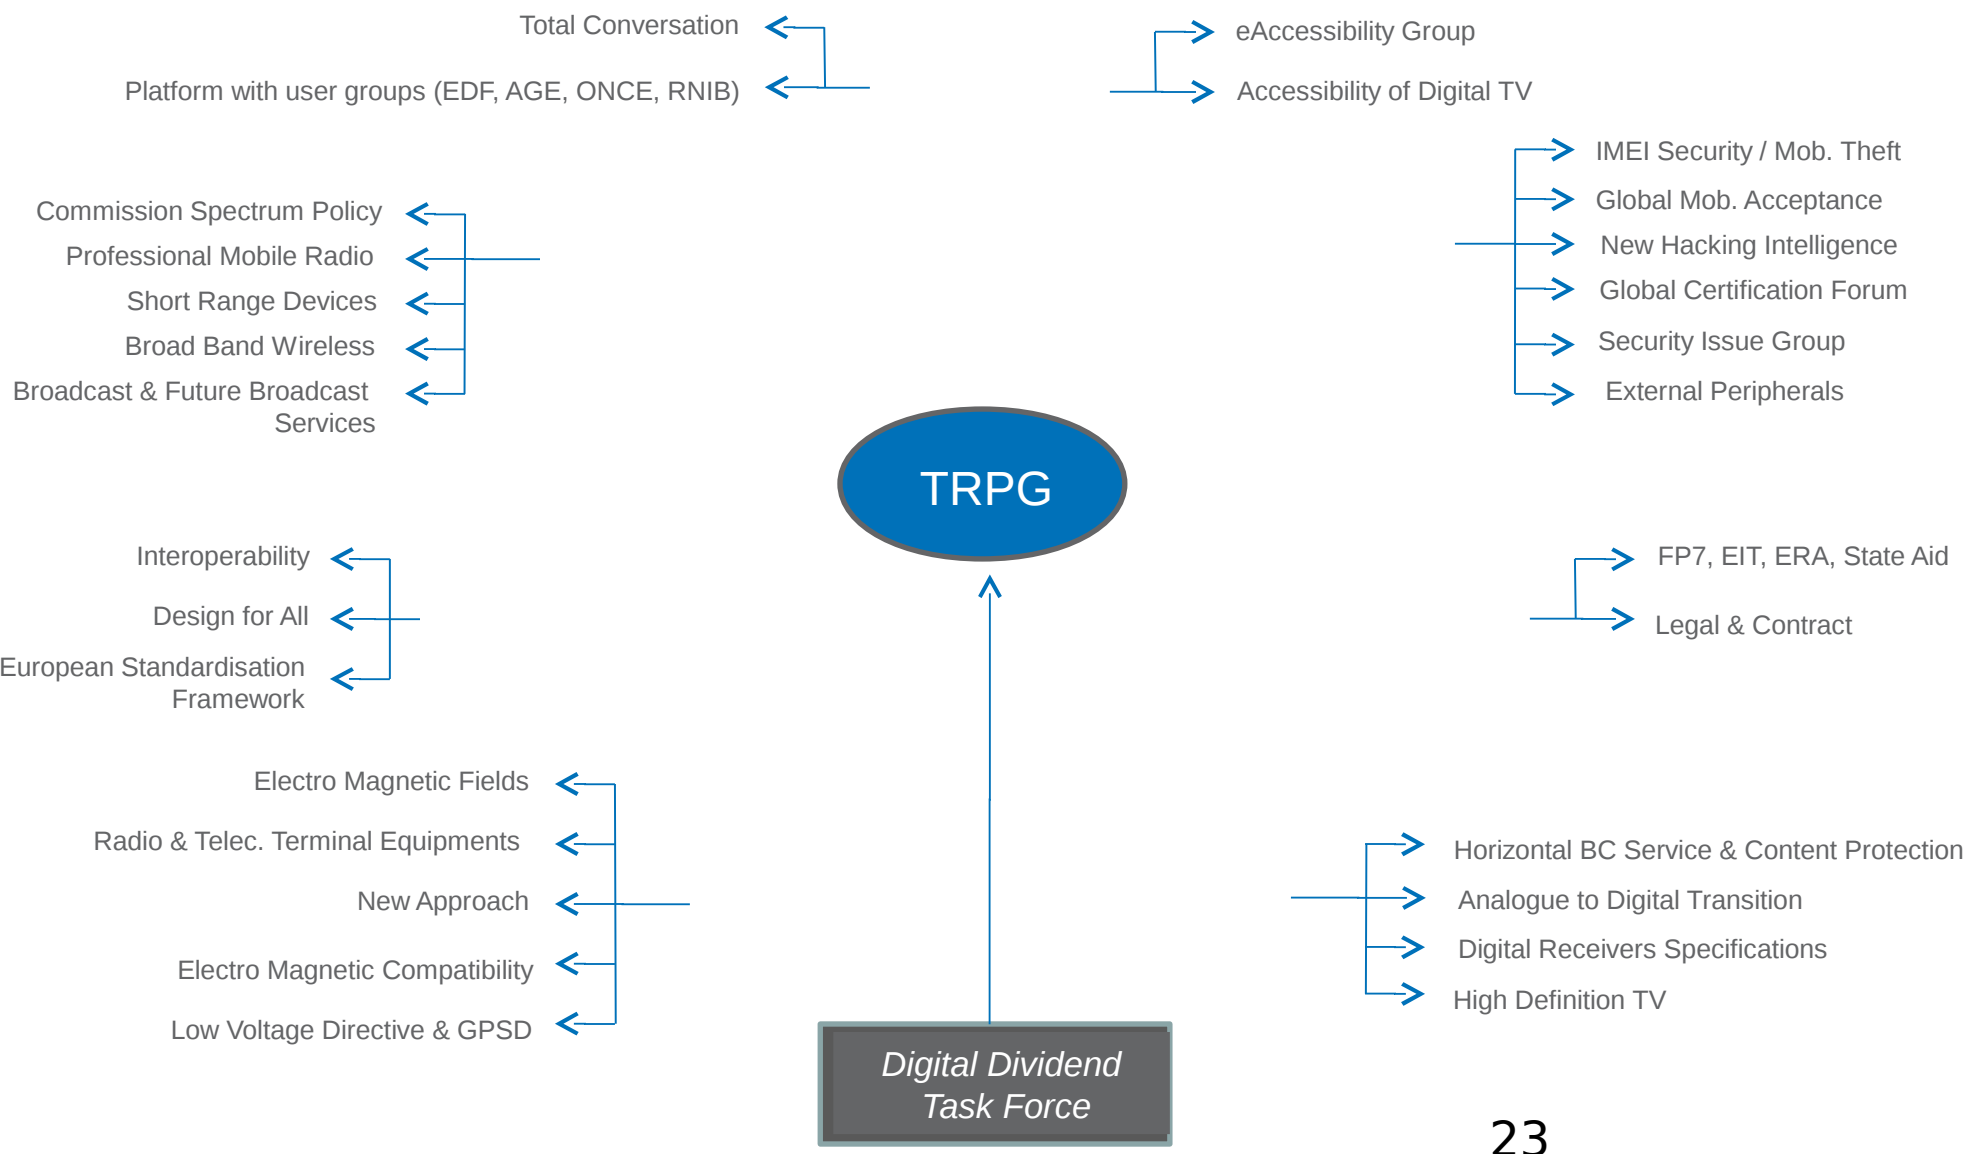 Total Conversation
Platform with user groups (EDF, AGE, ONCE, RNIB)
eAccessibility Group
Accessibility of Digital TV
IMEI Security / Mob. Theft
Global Mob. Acceptance
New Hacking Intelligence
Global Certification Forum
Security Issue Group
External Peripherals
Commission Spectrum Policy
Professional Mobile Radio
Short Range Devices
Broad Band Wireless
Broadcast & Future Broadcast
Services
TRPG
Interoperability
Design for All
European Standardisation
Framework
FP7, EIT, ERA, State Aid
Legal & Contract
Electro Magnetic Fields
Radio & Telec. Terminal Equipments
New Approach
Electro Magnetic Compatibility
Low Voltage Directive & GPSD
Horizontal BC Service & Content Protection
Analogue to Digital Transition
Digital Receivers Specifications
High Definition TV
Digital Dividend
Task Force
23